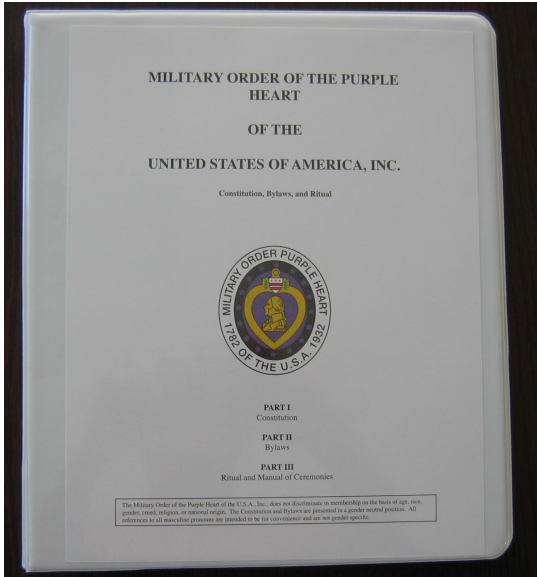 MILITARY ORDER OF THE PURPLE
HEART
OF THE
UNITED STATES OF AMERICA, INC.
Constitution, Bylaws, and Ritual
MILITARY ORDER PURPLE HEART
1782 OF THE U.S.A. 1932
PART I
Constitution
PART II
Bylaws
PART III
Ritual and Manual of Ceremonies
The Military Order of the Purple Heart of the U.S.A., Inc., does not discriminate in membership on the basis of age, race,
gender, creed, religion, or national origin. The Constitution and Bylaws are presented in a gender neutral position. All
references to all masculine pronouns are intended to be for convenience and are not gender specific.